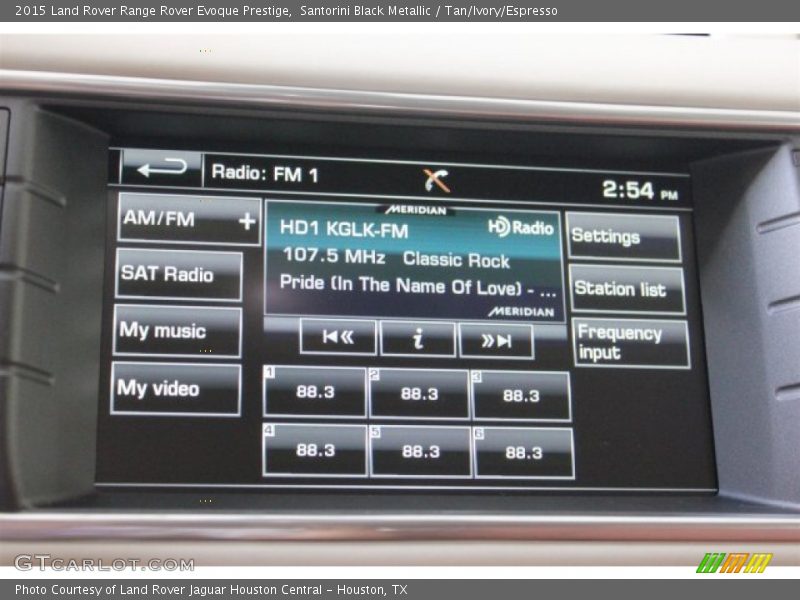 2015 Land Rover Range Rover Evoque Prestige,  Santorini Black Metallic / Tan/Ivory/Espresso
Radio: FM 1
2:54 PM
AM/FM +
SAT Radio
My music
My video
MERIDIAN
HD1 KGLK-FM
HD Radio
107.5 MHz Classic Rock
Pride (In The Name Of Love) - ...
MERIDIAN
i
Settings
Station list
Frequency
input
1 88.3
2 88.3
3 88.3
4 88.3
5 88.3
6 88.3
GTCARLOT.COM
Photo Courtesy of Land Rover Jaguar Houston Central - Houston, TX